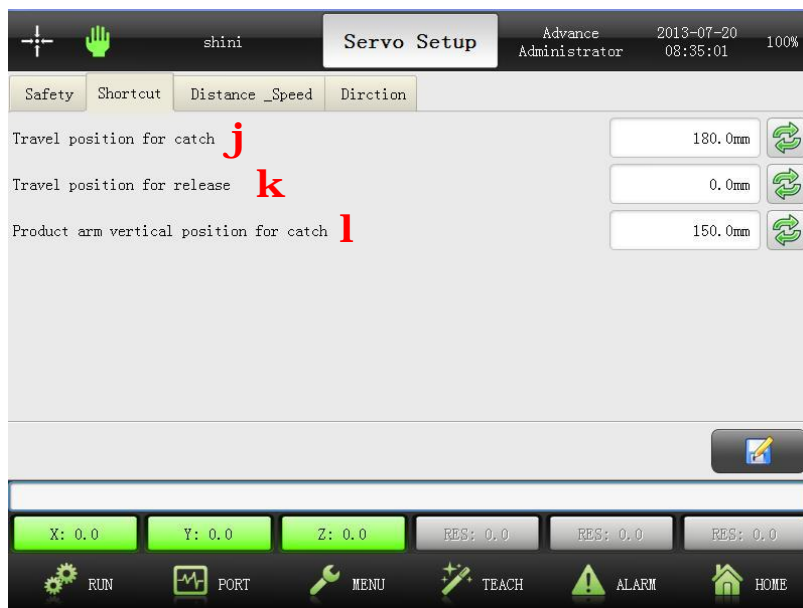 shini Servo Setup Advance Administrator 2013-07-20 08:35:01 100%
Safety Shortcut Distance _Speed Dirction
Travel position for catch j 180.0mm
Travel position for release k 0.0mm
Product arm vertical position for catch l 150.0mm
X: 0.0 Y: 0.0 Z: 0.0 RES: 0.0 RES: 0.0 RES: 0.0
RUN PORT MENU TEACH ALARM HOME